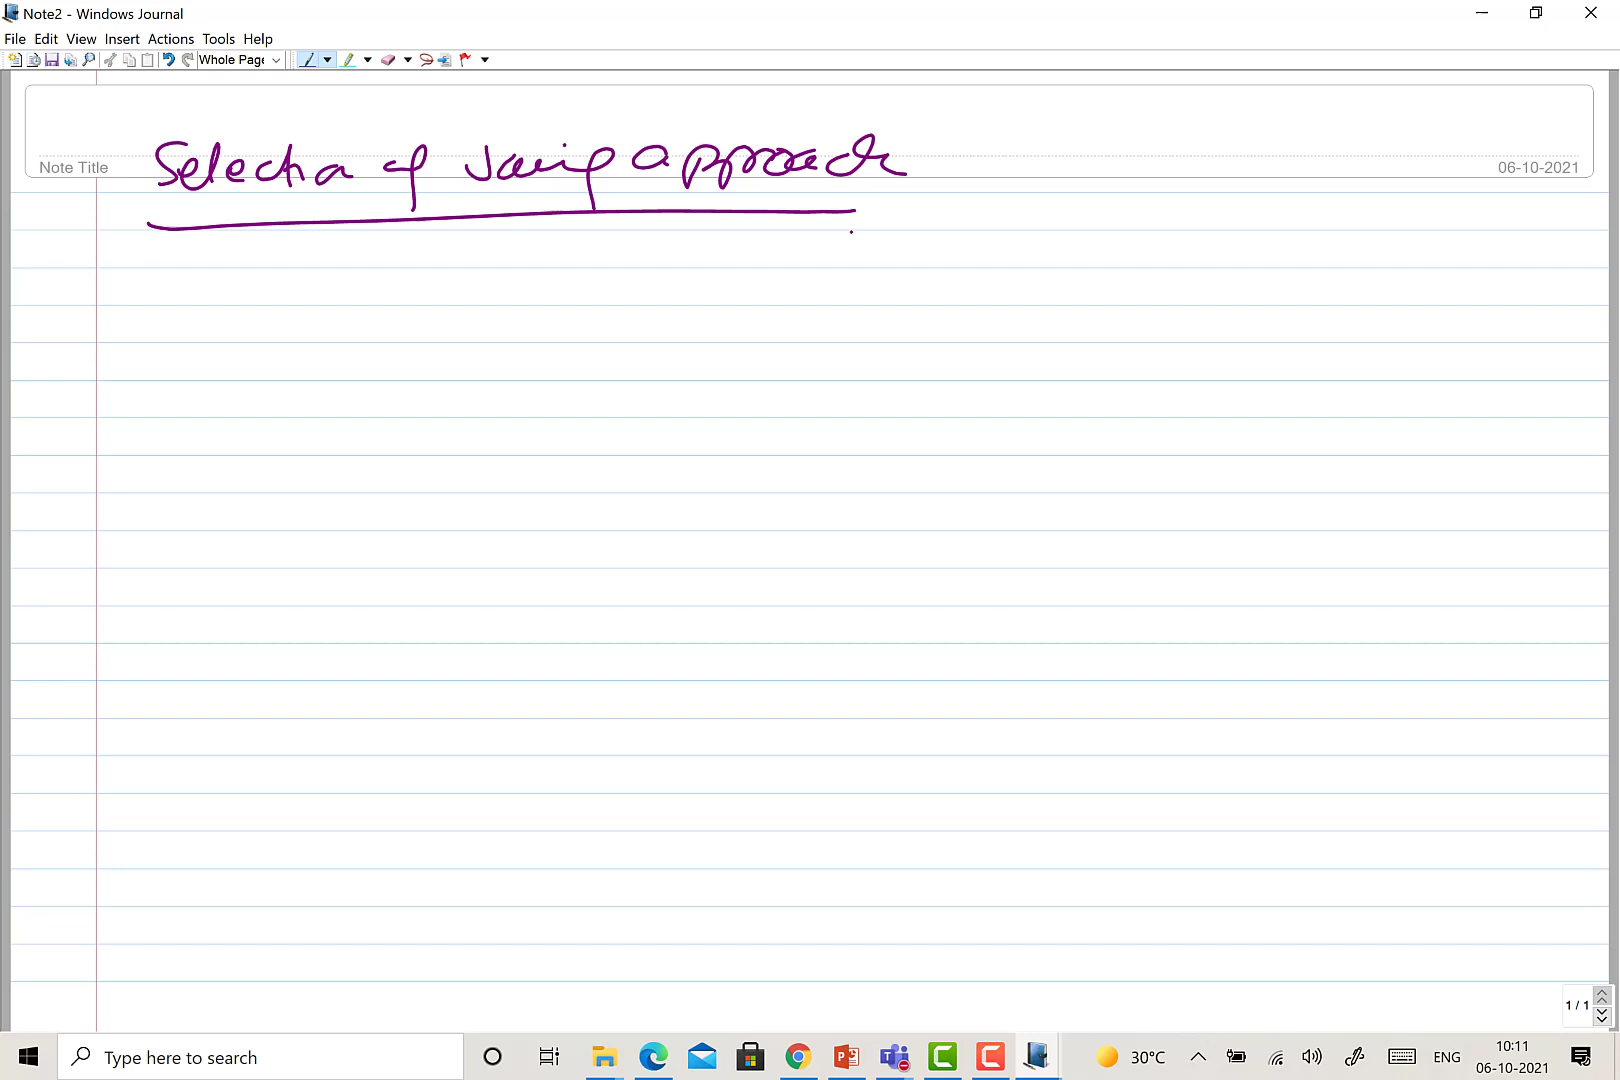 Note2 - Windows Journal
File Edit View Insert Actions Tools Help
Whole Page
Selection of approach
Note Title
06-10-2021
1 / 1
Type here to search
30°C
ENG
10:11
06-10-2021